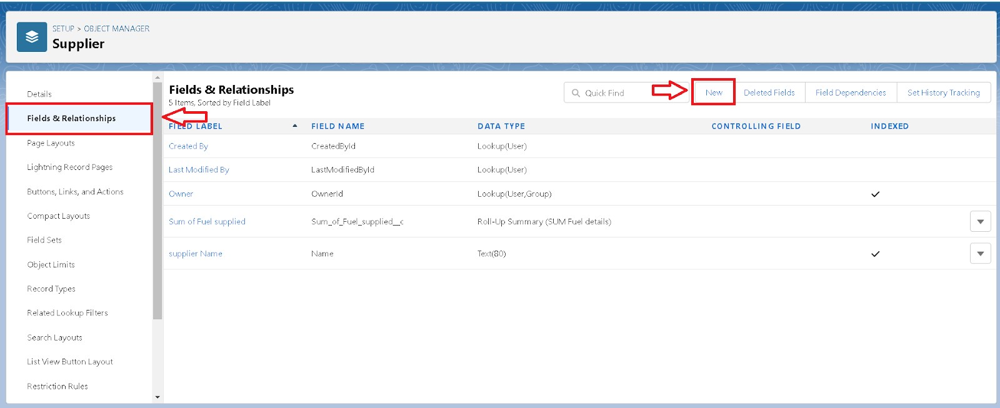 SETUP > OBJECT MANAGER
Supplier
Details
Fields & Relationships
Page Layouts
Lightning Record Pages
Buttons, Links, and Actions
Compact Layouts
Field Sets
Object Limits
Record Types
Related Lookup Filters
Search Layouts
List View Button Layout
Restriction Rules
Fields & Relationships
5 Items, Sorted by Field Label
Quick Find
New
Deleted Fields
Field Dependencies
Set History Tracking
FIELD LABEL FIELD NAME DATA TYPE CONTROLLING FIELD INDEXED
Created By CreatedById Lookup(User)
Last Modified By LastModifiedById Lookup(User)
Owner OwnerId Lookup(User,Group)
Sum of Fuel supplied Sum_of_Fuel_supplied__c Roll-Up Summary (SUM Fuel details)
supplier Name Name Text(80)